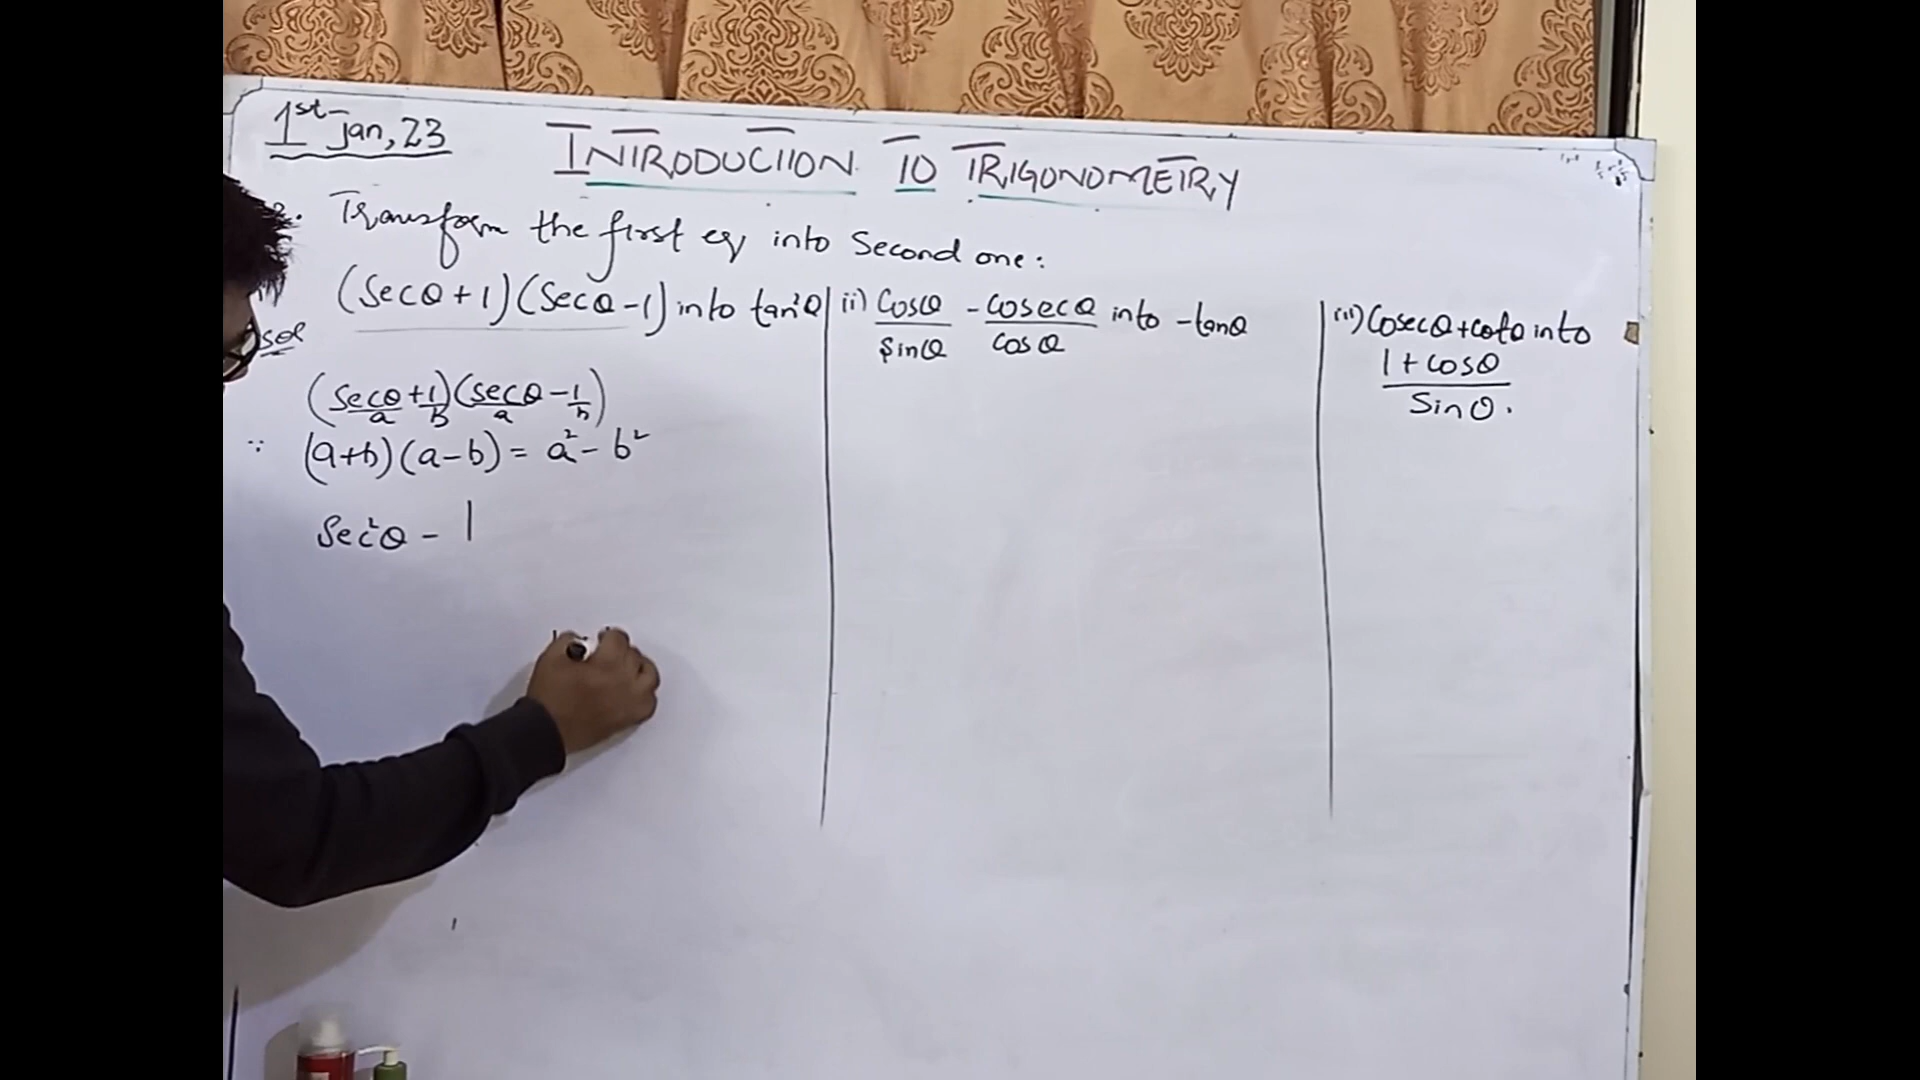 1st Jan, 23
INTRODUCTION TO TRIGONOMETRY
Transform the first eq into Second one:
(Secθ + 1)(Secθ - 1) into tan²θ
ii) Cosθ/Sinθ - Cosecθ/Cosθ into -tanθ
iii) Cosecθ + Cotθ into
1 + Cosθ
Sinθ.
Sol
(Secθ + 1)(Secθ - 1)
a b a b
∵ (a+b)(a-b) = a² - b²
Sec²θ - 1